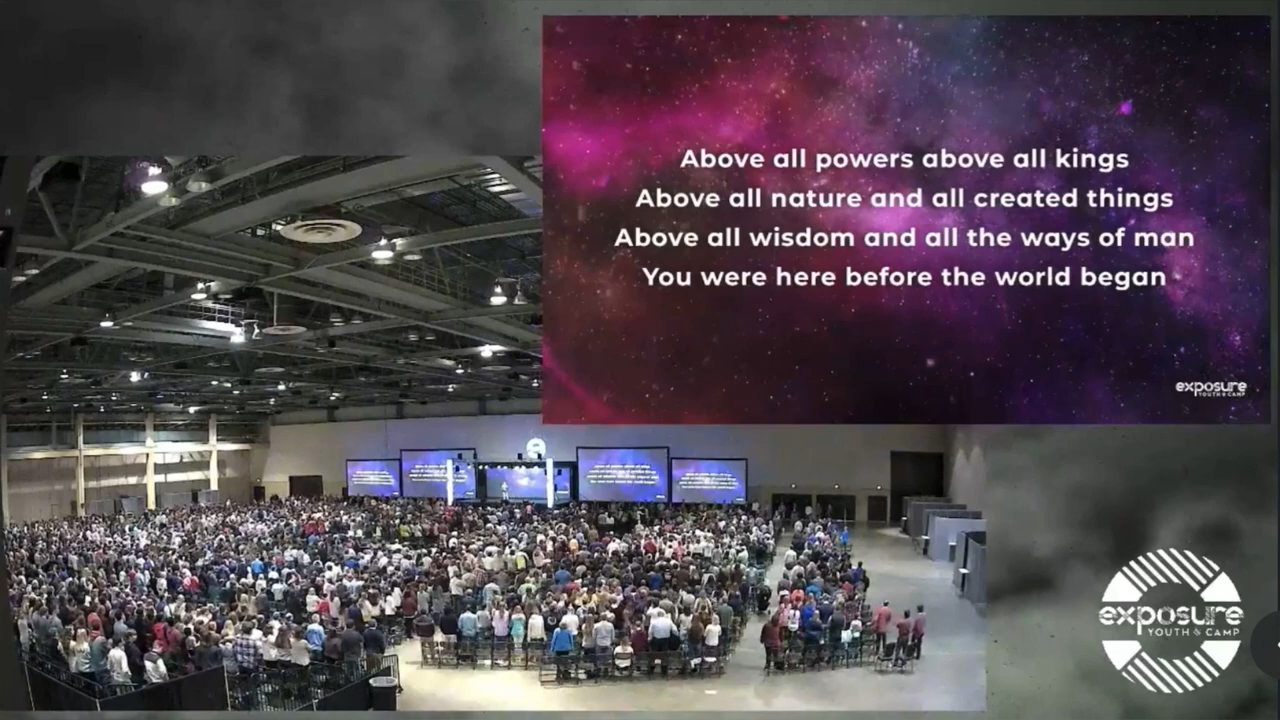 Above all powers above all kings
Above all nature and all created things
Above all wisdom and all the ways of man
You were here before the world began
exposure
YOUTH CAMP
exposure
YOUTH CAMP